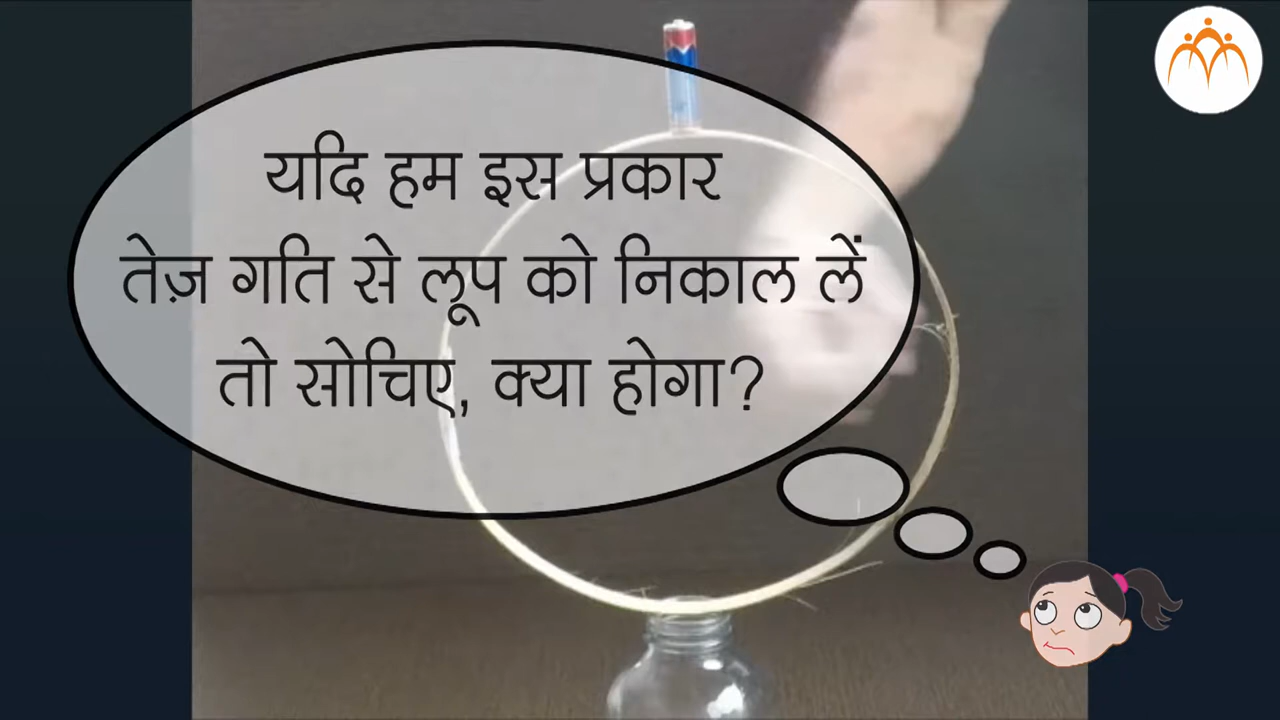 यदि हम इस प्रकार
तेज़ गति से लूप को निकाल लें
तो सोचिए, क्या होगा?